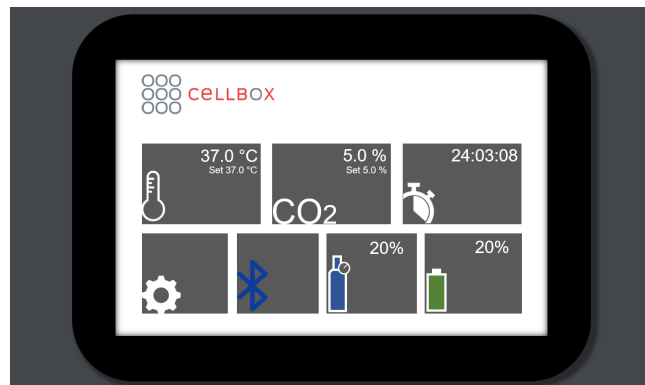 CELLBOX
37.0 °C
Set 37.0 °C
5.0 %
Set 5.0 %
CO2
24:03:08
20%
20%